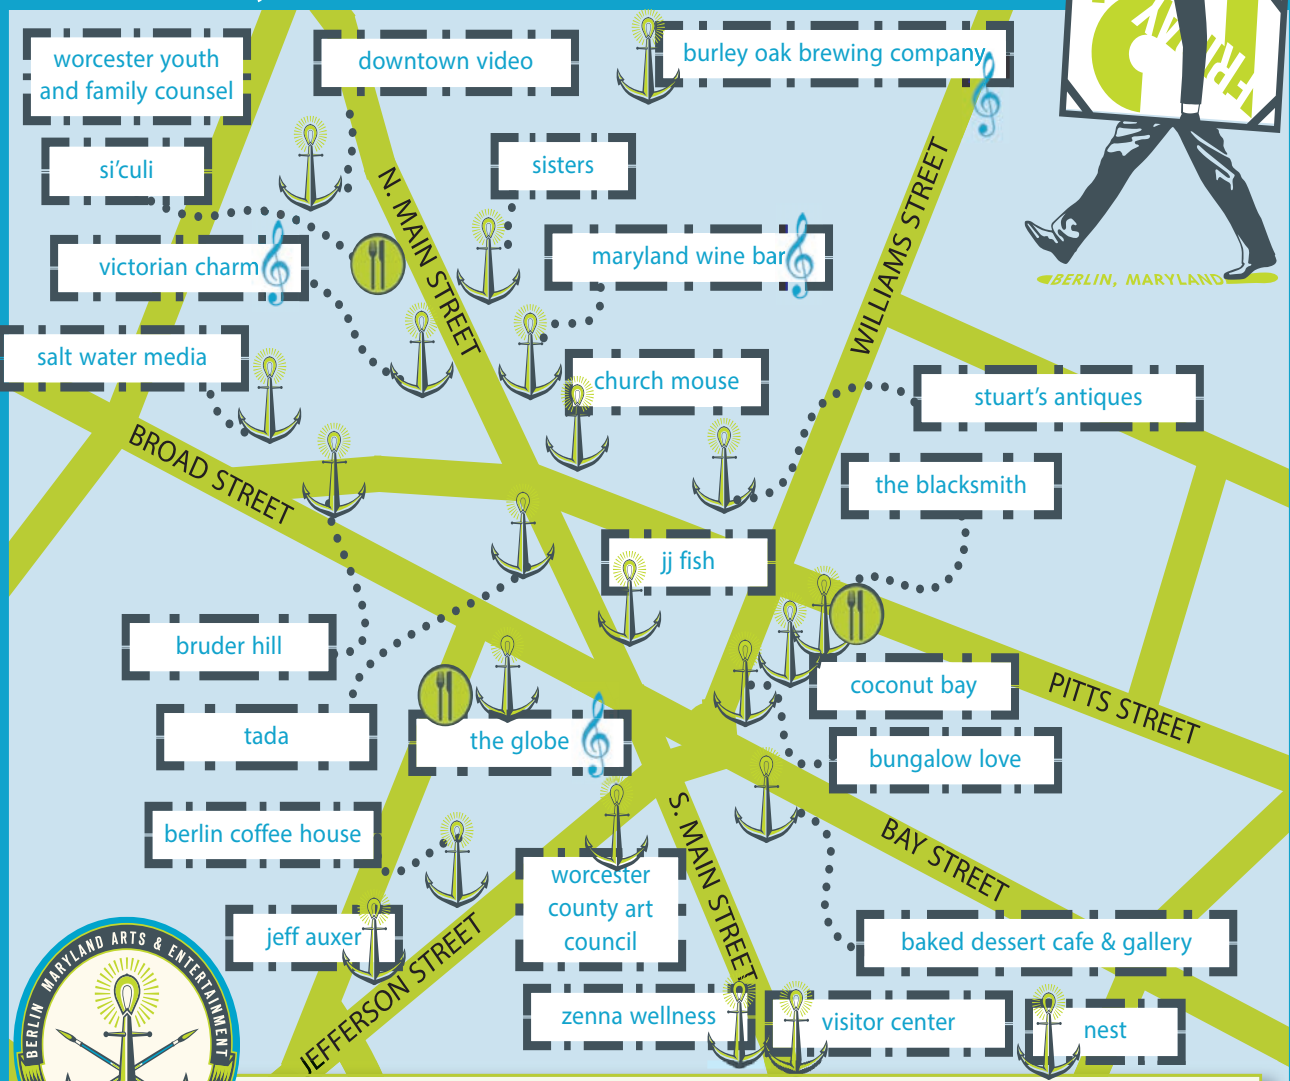 worcester youth
and family counsel
downtown video
burley oak brewing company
FRIDAY
si'culi
sisters
N. MAIN STREET
WILLIAMS STREET
victorian charm
maryland wine bar
BERLIN, MARYLAND
salt water media
church mouse
stuart's antiques
BROAD STREET
the blacksmith
jj fish
bruder hill
coconut bay
PITTS STREET
tada
the globe
bungalow love
berlin coffee house
S. MAIN STREET
BAY STREET
worcester
county art
council
jeff auxer
JEFFERSON STREET
baked dessert cafe & gallery
BERLIN MARYLAND ARTS & ENTERTAINMENT
zenna wellness
visitor center
nest